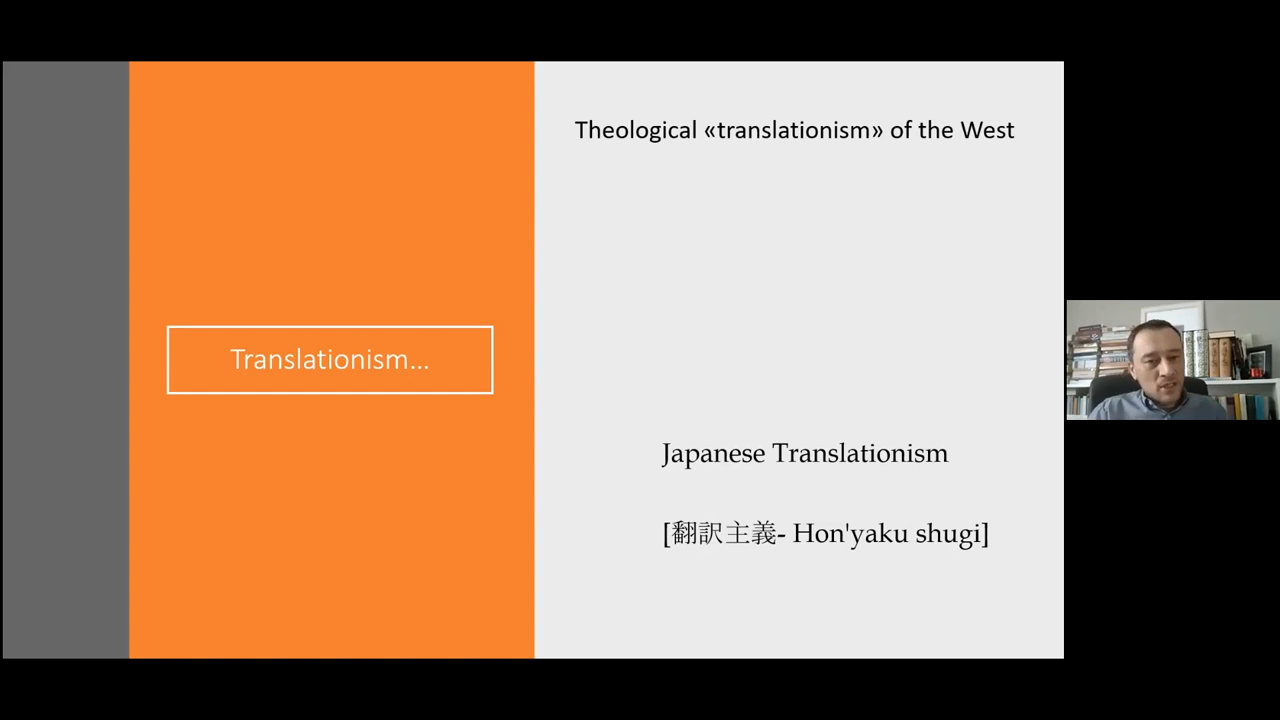 Theological «translationism» of the West
Translationism...
Japanese Translationism
[翻訳主義- Hon'yaku shugi]